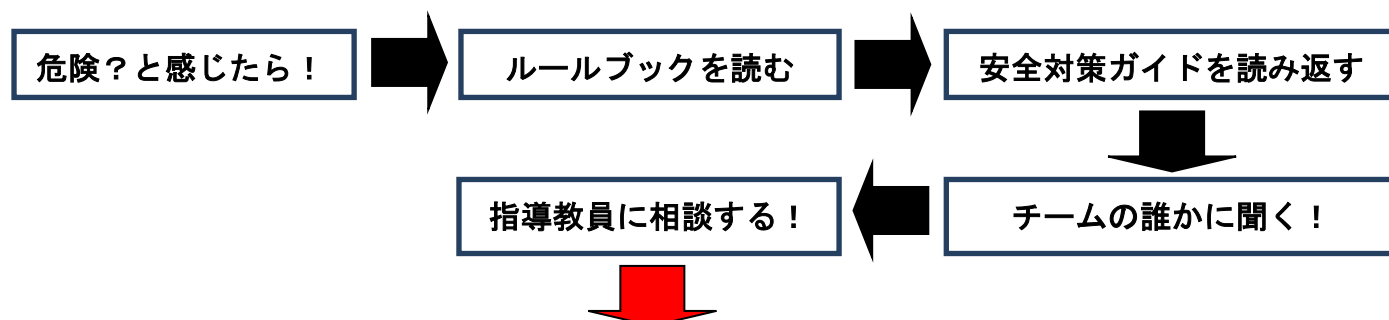 危険？と感じたら！
ルールブックを読む
安全対策ガイドを読み返す
チームの誰かに聞く！
指導教員に相談する！